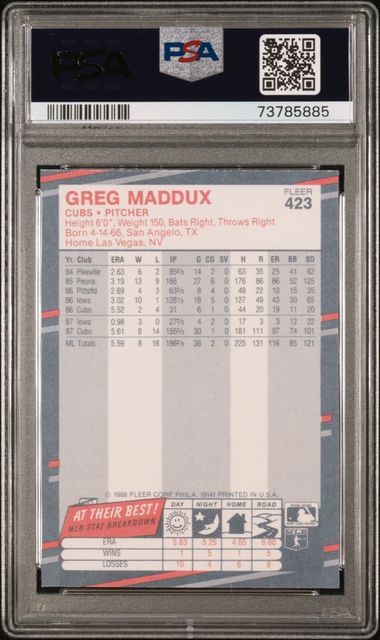 PSA
PSA
73785885
GREG MADDUX
FLEER
423
CUBS • PITCHER
Height 6'0", Weight 150, Bats Right, Throws Right
Born 4-14-66, San Angelo, TX
Home Las Vegas, NV
Yr. Club ERA W L IP G CG SV H R ER BB SO
84 Pikeville 2.63 6 2 85⅔ 14 2 0 63 35 25 41 62
85 Peoria 3.19 13 9 186 27 6 0 176 86 66 52 125
86 Pittsfld 2.69 4 3 63⅔ 8 4 0 49 22 19 15 35
86 Iowa 3.02 10 1 128⅓ 18 5 0 127 49 43 30 65
86 Cubs 5.52 2 4 31 6 1 0 44 20 19 11 20
87 Iowa 0.98 3 0 27⅔ 4 2 0 17 3 3 12 22
87 Cubs 5.61 6 14 155⅔ 30 1 0 181 111 97 74 101
ML Totals 5.59 8 18 186⅔ 36 2 0 225 131 116 85 121
© 1988 FLEER CORP. PHILA. 19141 PRINTED IN U.S.A.
AT THEIR BEST!
MLB STAT BREAKDOWN
DAY NIGHT HOME ROAD
ERA 5.83 5.25 4.65 6.60
WINS 1 5 1 5
LOSSES 10 4 6 8